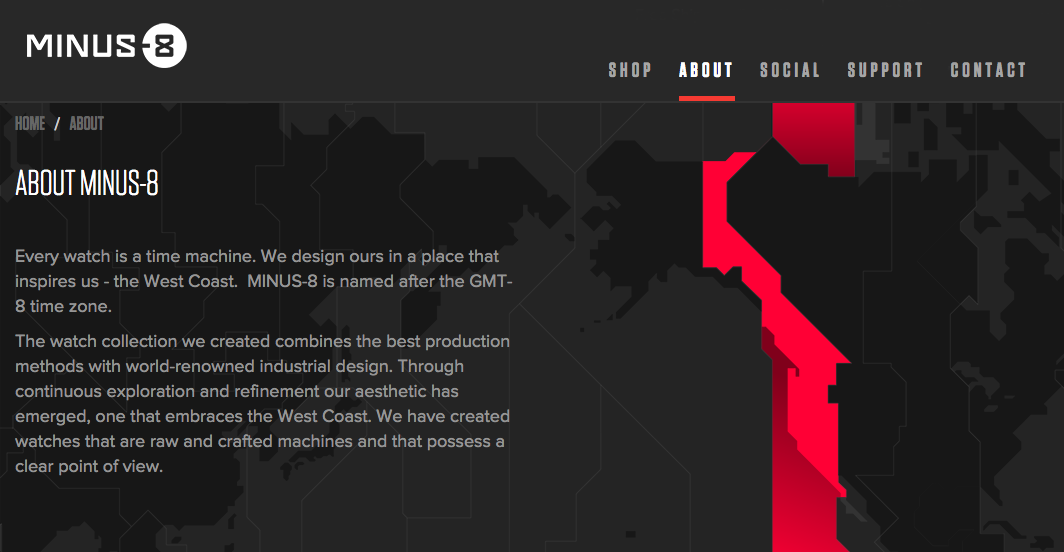 MINUS-8
SHOP ABOUT SOCIAL SUPPORT CONTACT
HOME / ABOUT
ABOUT MINUS-8
Every watch is a time machine. We design ours in a place that
inspires us - the West Coast.  MINUS-8 is named after the GMT-
8 time zone.
The watch collection we created combines the best production
methods with world-renowned industrial design. Through
continuous exploration and refinement our aesthetic has
emerged, one that embraces the West Coast. We have created
watches that are raw and crafted machines and that possess a
clear point of view.